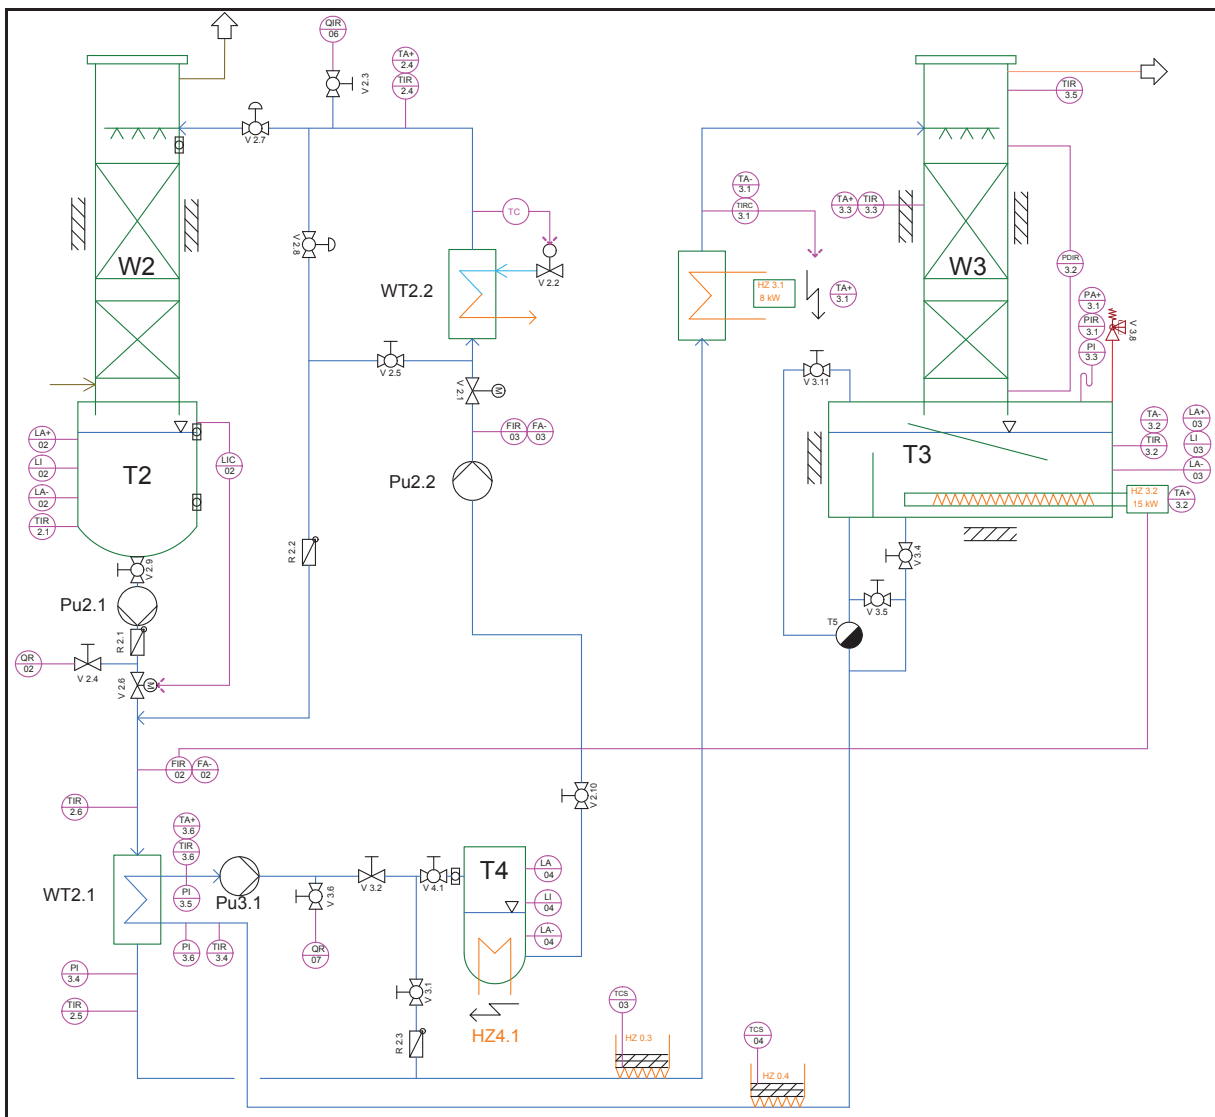 QIR
06
TA+
2.4
TIR
2.4
V 2.3
V 2.7
V 2.8
TC
V 2.2
WT2.2
W2
V 2.5
V 2.1
M
FIR
03
FA-
03
Pu2.2
LA+
02
LI
02
LA-
02
TIR
2.1
T2
LIC
02
V 2.9
Pu2.1
R 2.1
R 2.2
QR
02
V 2.4
V 2.6
M
FIR
02
FA-
02
TIR
2.6
TA+
3.6
TIR
3.6
PI
3.5
WT2.1
Pu3.1
PI
3.6
TIR
3.4
PI
3.4
TIR
2.5
V 3.6
QR
07
V 3.2
V 4.1
V 3.1
R 2.3
T4
LA
04
LI
04
LA-
04
HZ4.1
V 2.10
TCS
03
HZ 0.3
TCS
04
HZ 0.4
TIR
3.5
TA-
3.1
TIRC
3.1
TA+
3.3
TIR
3.3
HZ 3.1
8 kW
TA+
3.1
W3
PDIR
3.2
PA+
3.1
PIR
3.1
PI
3.3
V 3.8
V 3.11
T3
TA-
3.2
TIR
3.2
LA+
03
LI
03
LA-
03
HZ 3.2
15 kW
TA+
3.2
V 3.4
V 3.5
T5